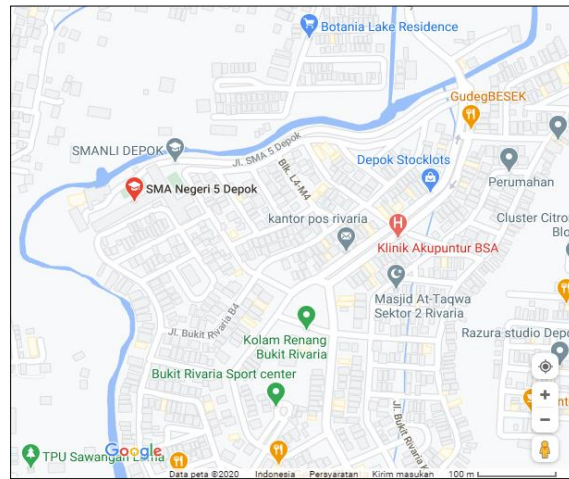 Botania Lake Residence
GudegBESEK
SMANLI DEPOK
Jl. SMA 5 Depok
Depok Stocklots
SMA Negeri 5 Depok
Blk. L4-M4
Perumahan
kantor pos rivaria
Cluster Citron
Blo
Klinik Akupuntur BSA
Masjid At-Taqwa
Sektor 2 Rivaria
Jl. Bukit Rivaria B4
Kolam Renang
Bukit Rivaria
Razura studio Depo
Bukit Rivaria Sport center
Jl. Bukit Rivaria K
nt
Google
TPU Sawangan
Data peta ©2020 Indonesia Persyaratan Kirim masukan 100 m